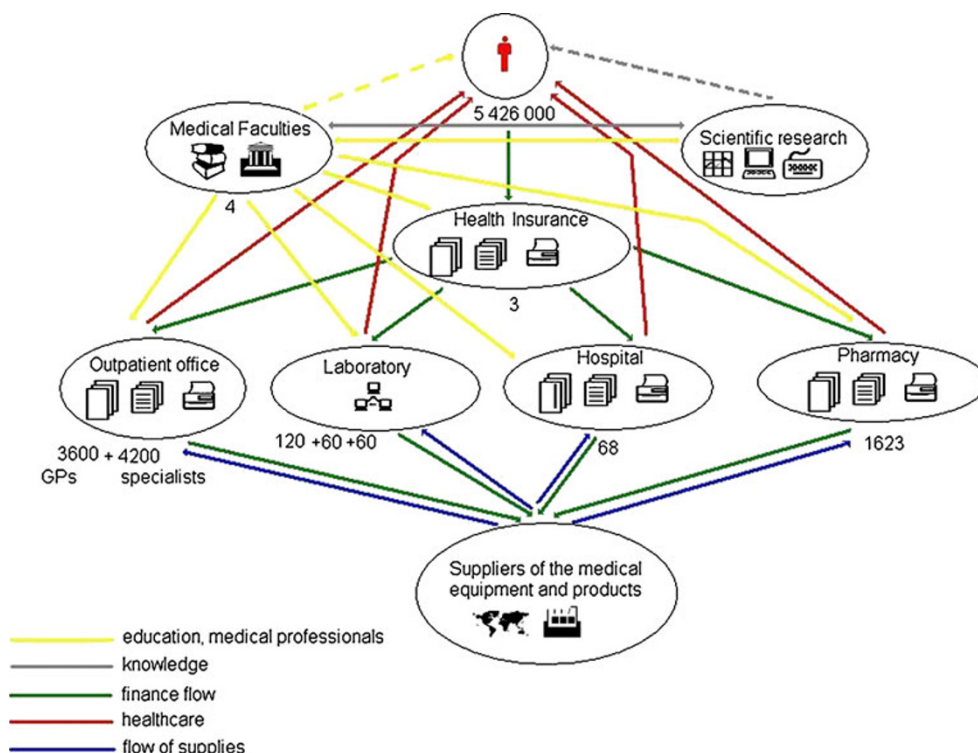 5 426 000
Medical Faculties
Scientific research
4
Health Insurance
3
Outpatient office
Laboratory
Hospital
Pharmacy
3600 + 4200
GPs specialists
120 +60 +60
68
1623
Suppliers of the medical
equipment and products
education, medical professionals
knowledge
finance flow
healthcare
flow of supplies